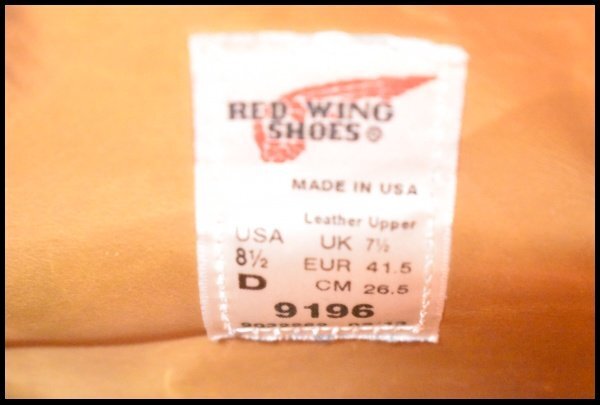 RED WING
SHOES®
MADE IN USA
Leather Upper
USA UK 7½
8½ EUR 41.5
D CM 26.5
9196